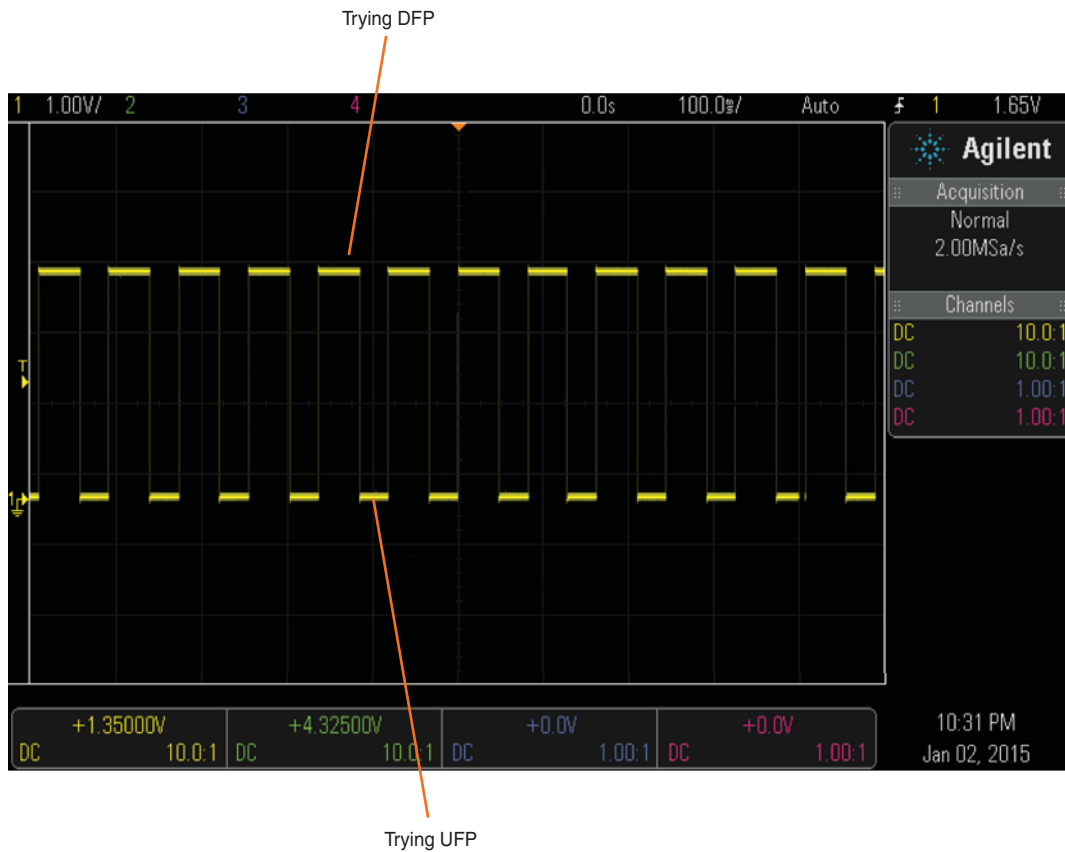 Trying DFP
1 1.00V/ 2 3 4 0.0s 100.0ms/ Auto 1 1.65V
Agilent
Acquisition
Normal
2.00MSa/s
Channels
DC 10.0:1
DC 10.0:1
DC 1.00:1
DC 1.00:1
T
1
+1.35000V +4.32500V +0.0V +0.0V
DC 10.0:1 DC 10.0:1 DC 1.00:1 DC 1.00:1
10:31 PM
Jan 02, 2015
Trying UFP